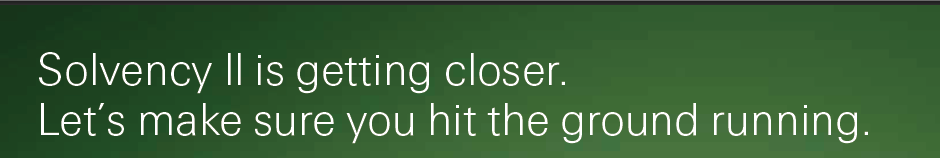 Solvency II is getting closer.
Let's make sure you hit the ground running.